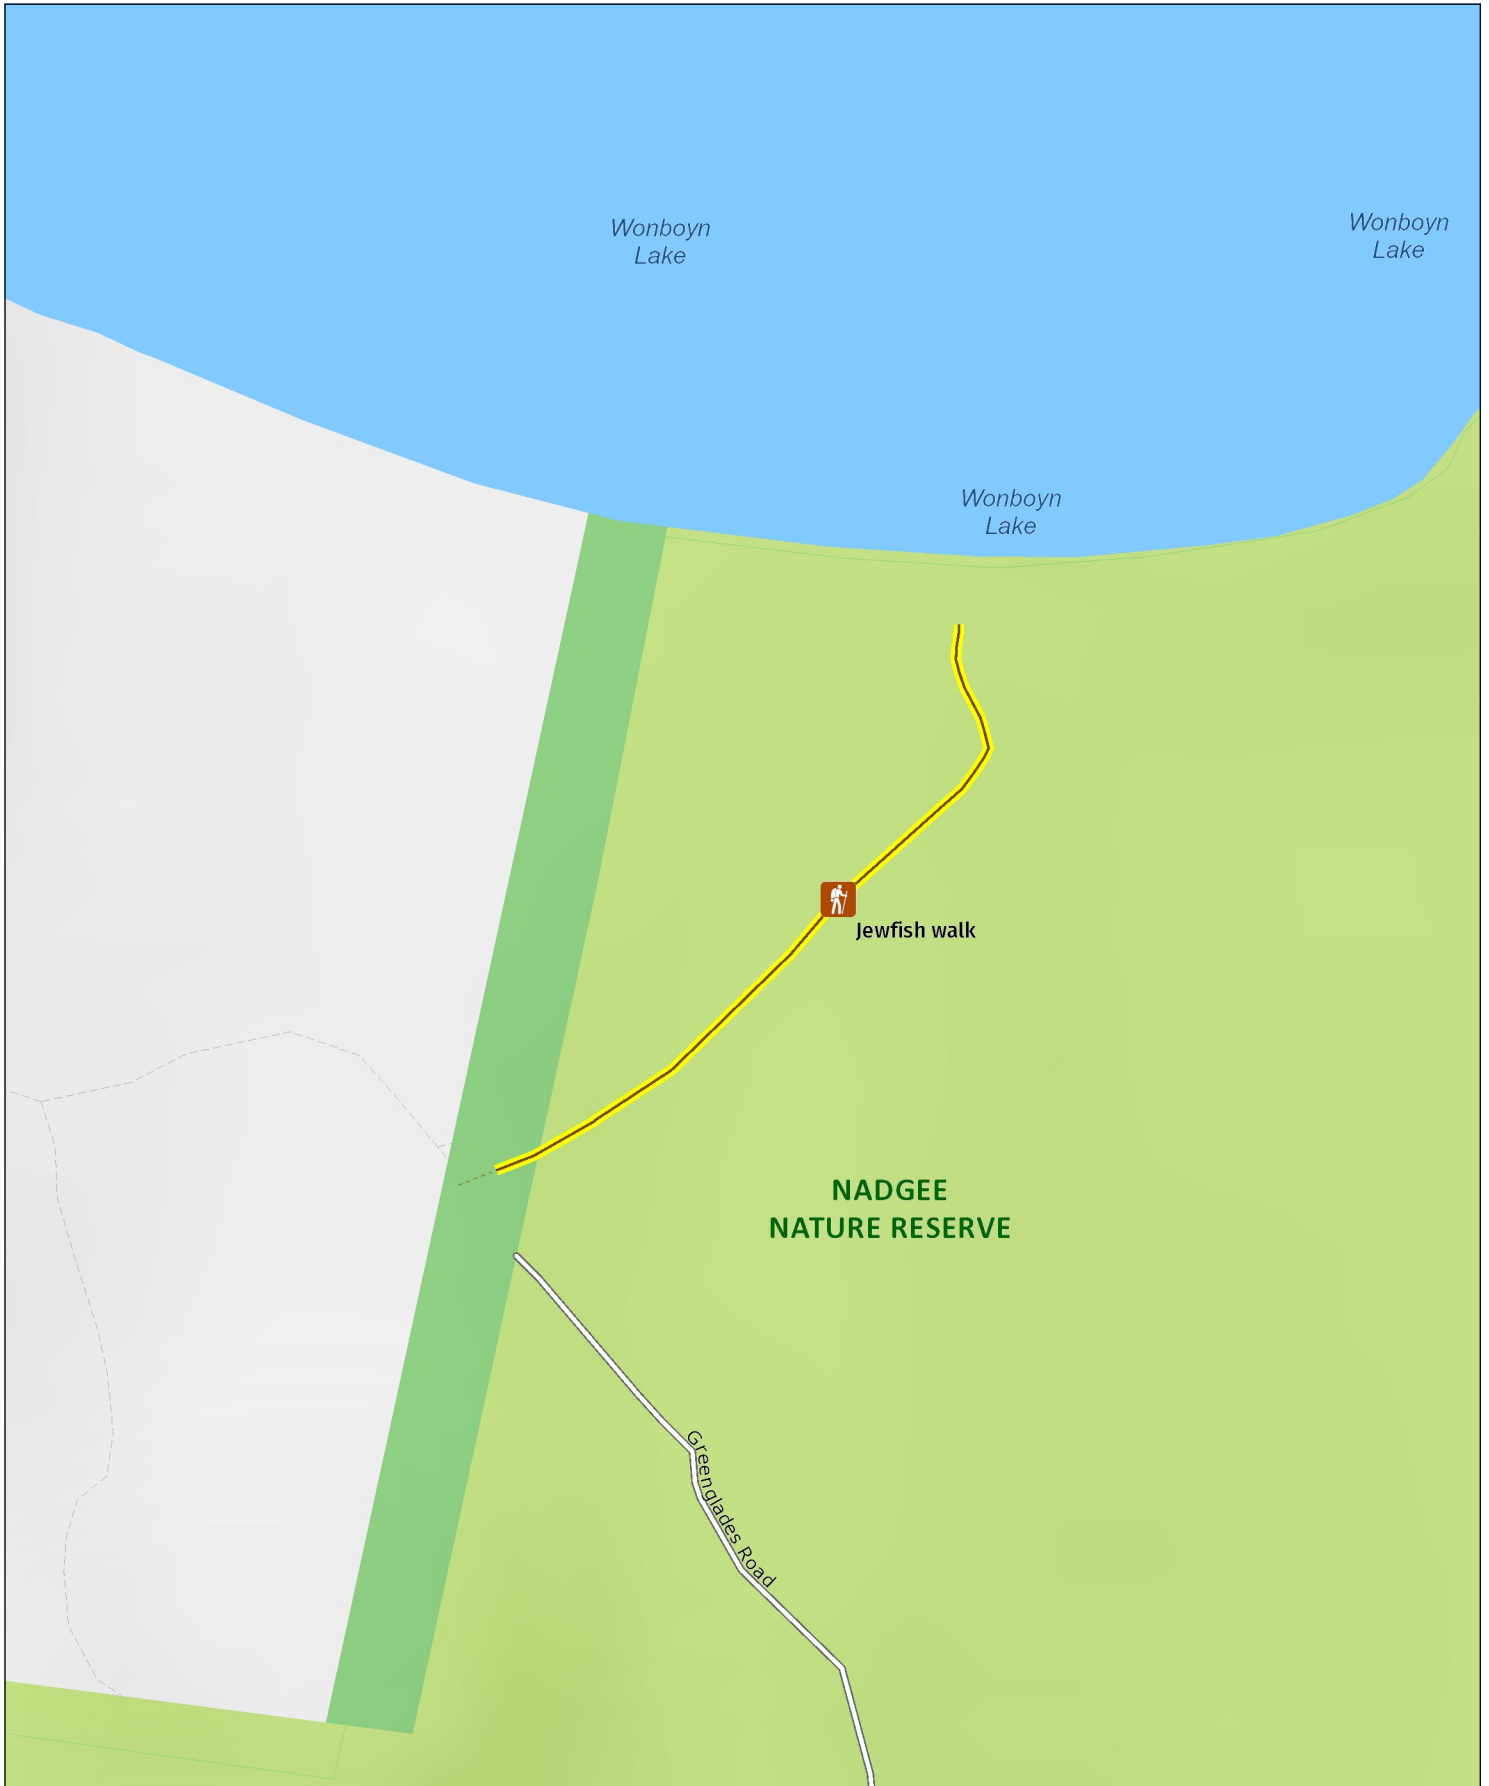 Wonboyn
Lake
Wonboyn
Lake
Wonboyn
Lake
Jewfish walk
NADGEE
NATURE RESERVE
Greenglades Road